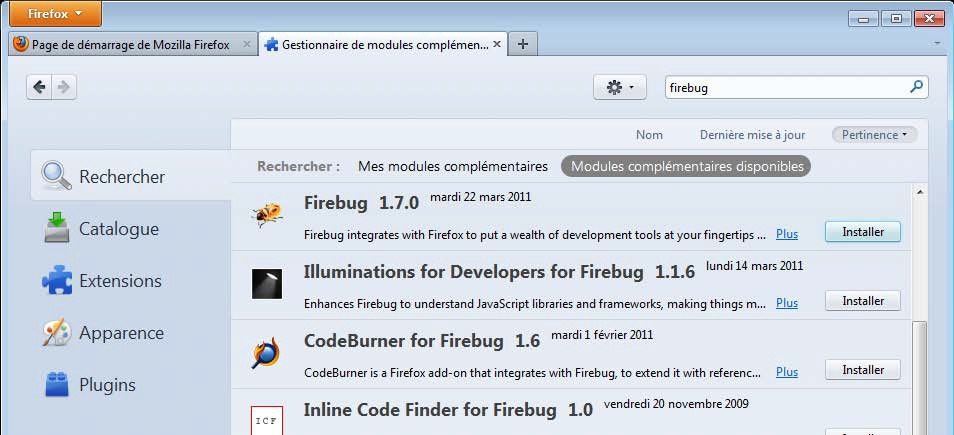 Firefox
Page de démarrage de Mozilla Firefox
Gestionnaire de modules complémen...
firebug
Nom Dernière mise à jour Pertinence
Rechercher : Mes modules complémentaires Modules complémentaires disponibles
Rechercher
Catalogue
Extensions
Apparence
Plugins
Firebug 1.7.0 mardi 22 mars 2011
Firebug integrates with Firefox to put a wealth of development tools at your fingertips ... Plus Installer
Illuminations for Developers for Firebug 1.1.6 lundi 14 mars 2011
Enhances Firebug to understand JavaScript libraries and frameworks, making things m... Plus Installer
CodeBurner for Firebug 1.6 mardi 1 février 2011
CodeBurner is a Firefox add-on that integrates with Firebug, to extend it with referenc... Plus Installer
ICF
Inline Code Finder for Firebug 1.0 vendredi 20 novembre 2009